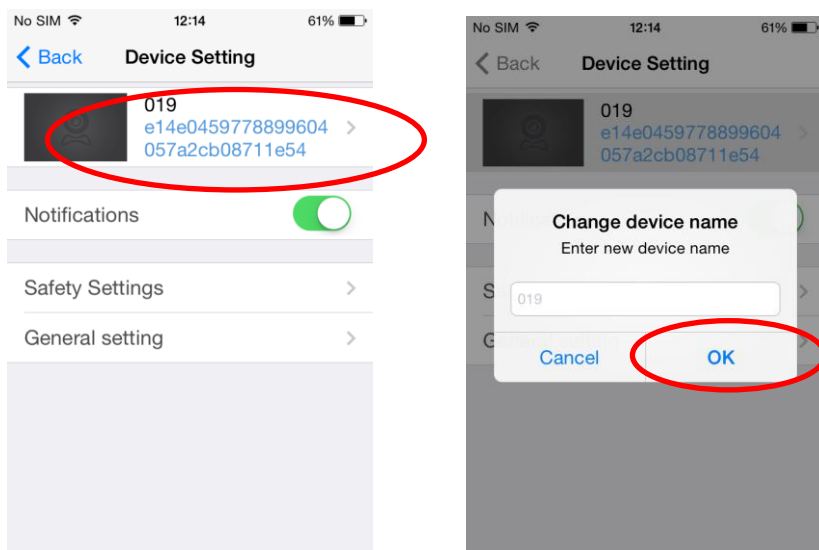 No SIM 12:14 61%
Back Device Setting
019
e14e0459778899604
057a2cb08711e54
Notifications
Safety Settings
General setting
No SIM 12:14 61%
Back Device Setting
019
e14e0459778899604
057a2cb08711e54
Change device name
Enter new device name
019
Cancel OK